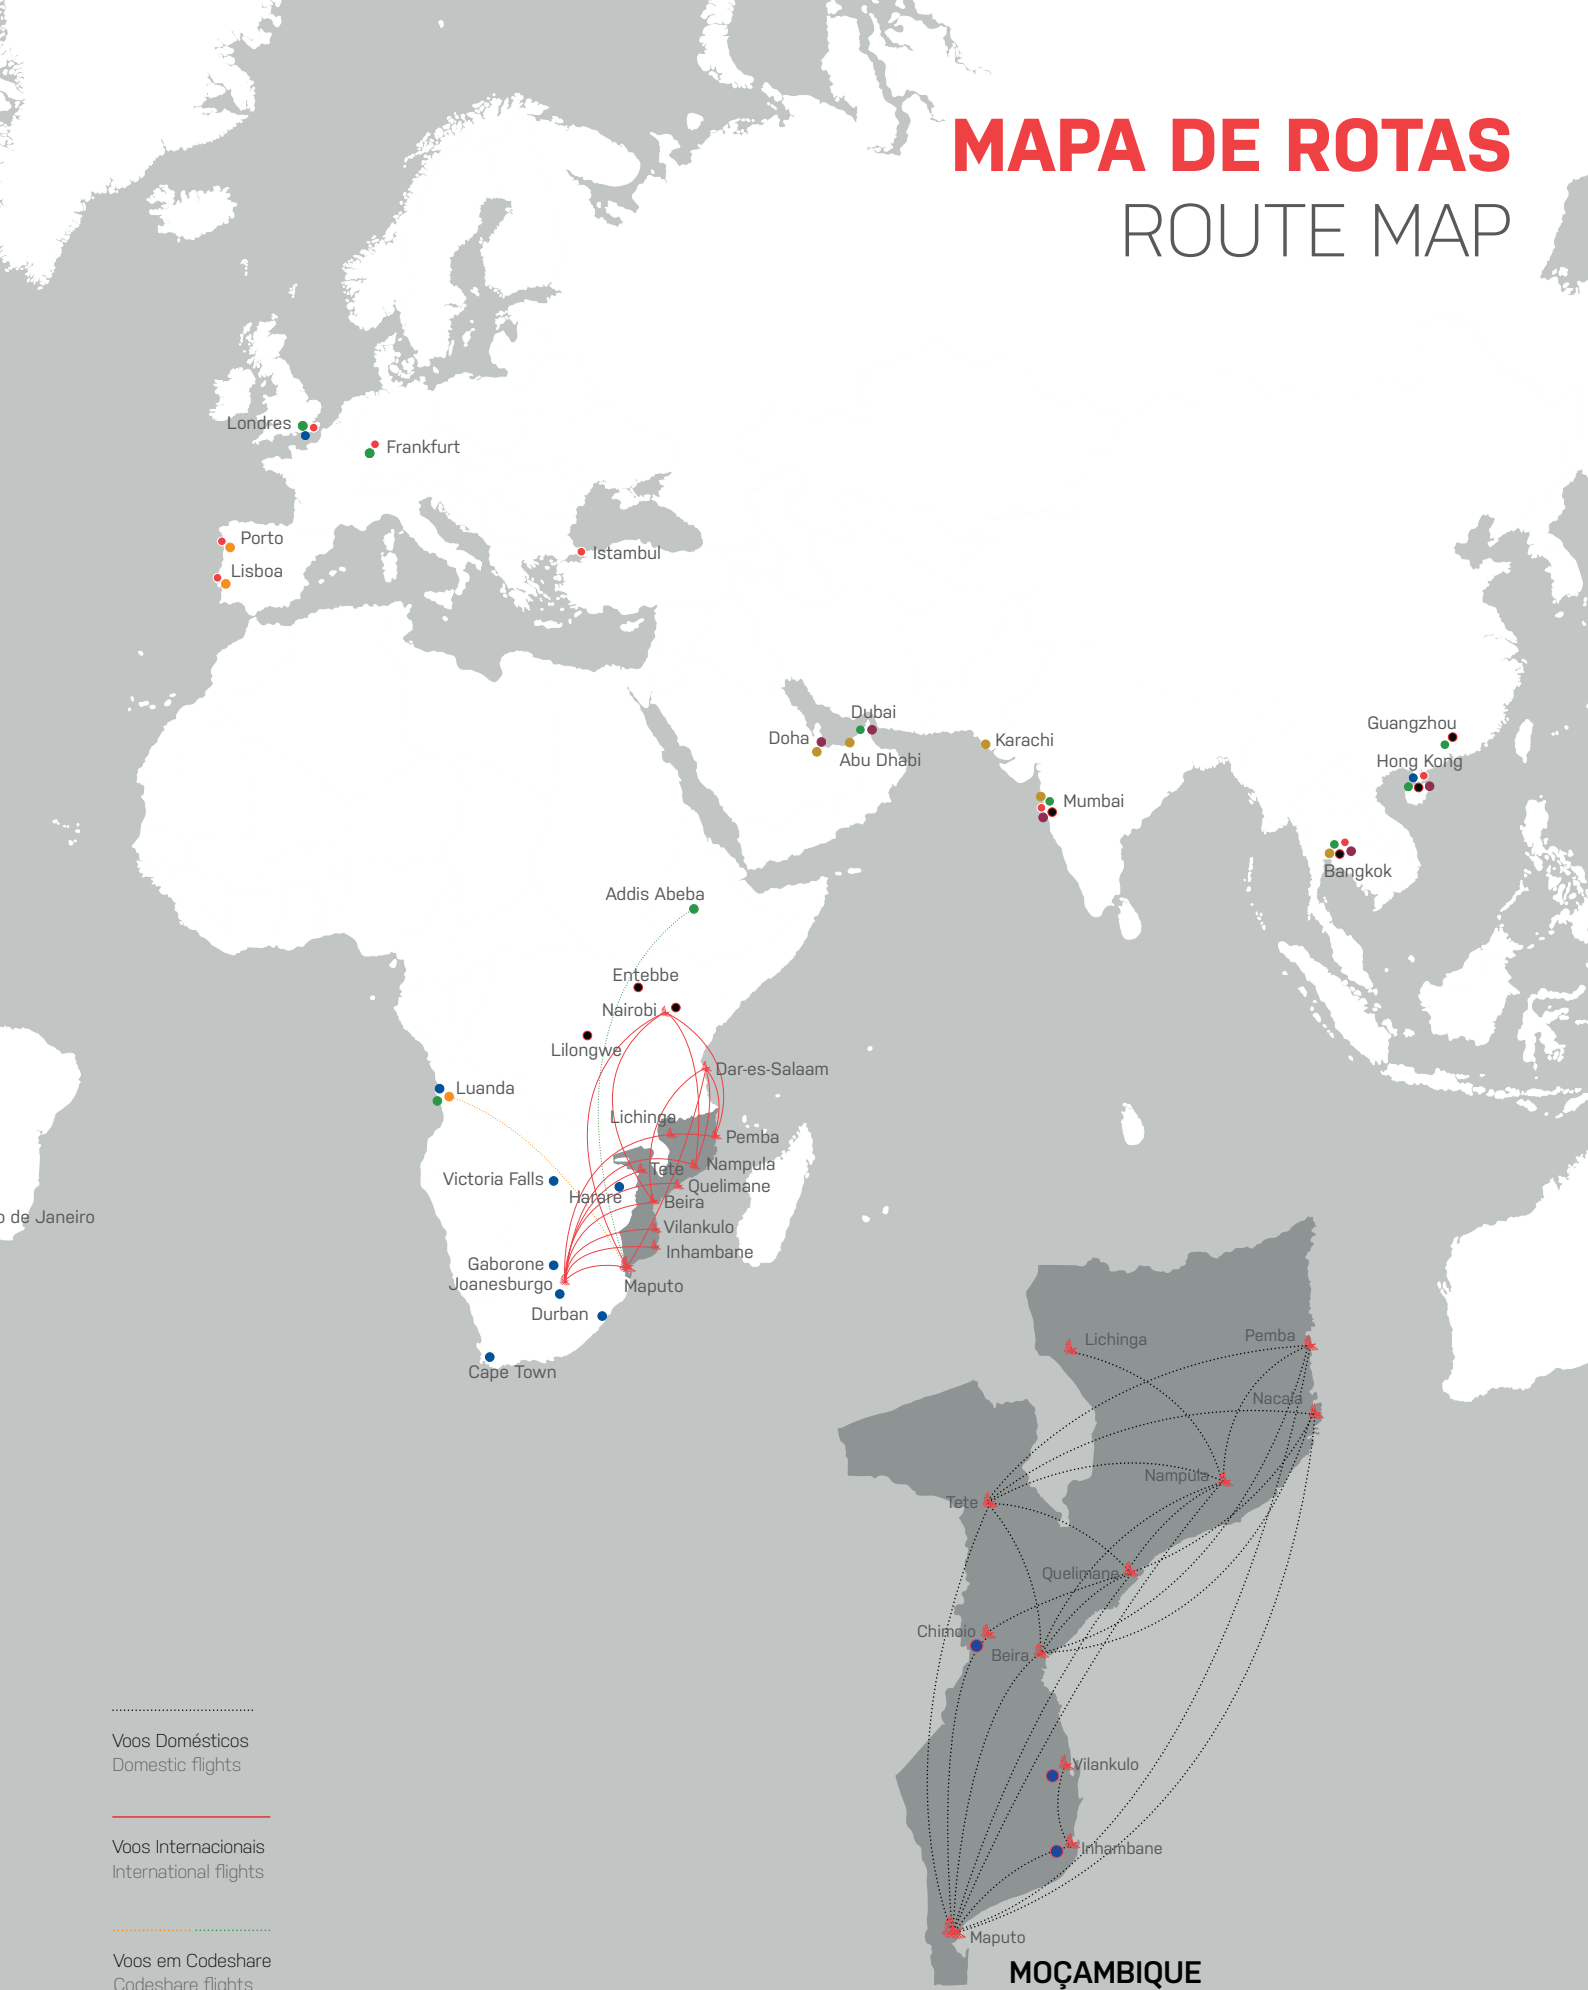 MAPA DE ROTAS
ROUTE MAP
Londres
Frankfurt
Porto
Lisboa
Istambul
Dubai
Doha
Abu Dhabi
Karachi
Mumbai
Guangzhou
Hong Kong
Bangkok
Addis Abeba
Entebbe
Nairobi
Lilongwe
Dar-es-Salaam
Luanda
Lichinga
Pemba
Nampula
Tete
Victoria Falls
Harare
Quelimane
Beira
o de Janeiro
Vilankulo
Inhambane
Gaborone
Joanesburgo
Maputo
Durban
Cape Town
Lichinga
Pemba
Nacala
Nampula
Tete
Quelimane
Chimoio
Beira
Vilankulo
Inhambane
Maputo
MOÇAMBIQUE
Voos Domésticos
Domestic flights
Voos Internacionais
International flights
Voos em Codeshare
Codeshare flights